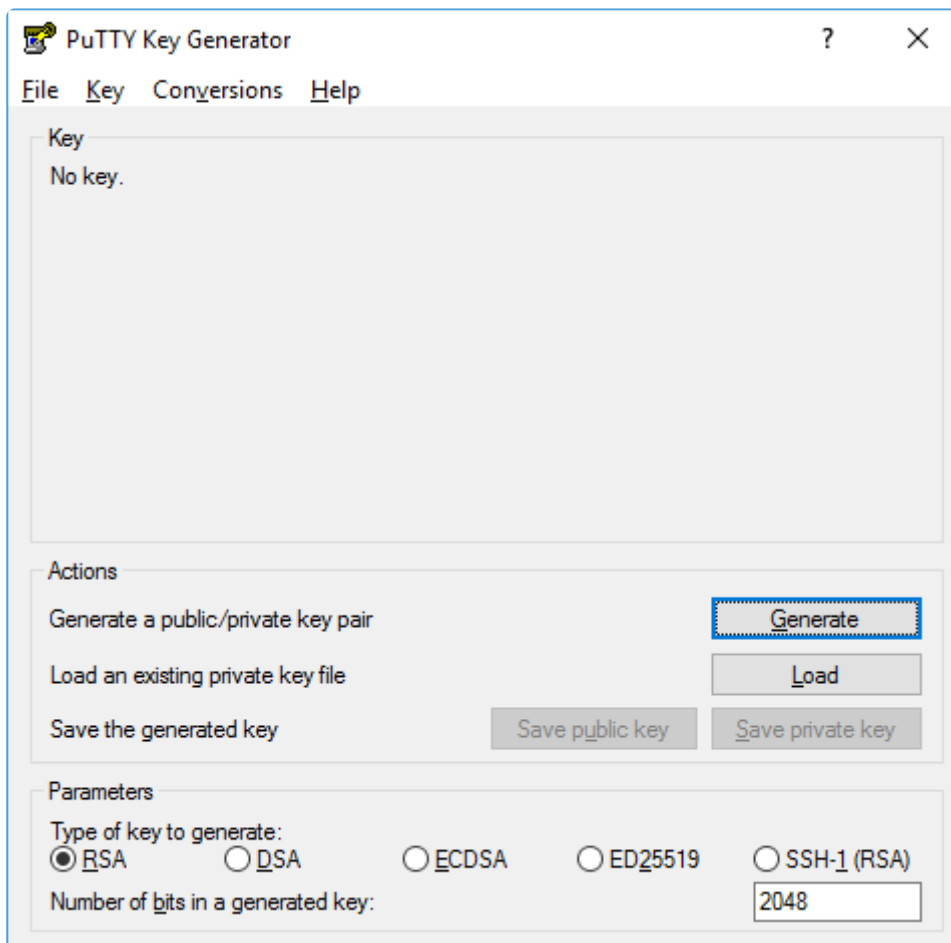 PuTTY Key Generator ?
File Key Conversions Help
Key
No key.
Actions
Generate a public/private key pair Generate
Load an existing private key file Load
Save the generated key Save public key Save private key
Parameters
Type of key to generate:
RSA DSA ECDSA ED25519 SSH-1 (RSA)
Number of bits in a generated key: 2048